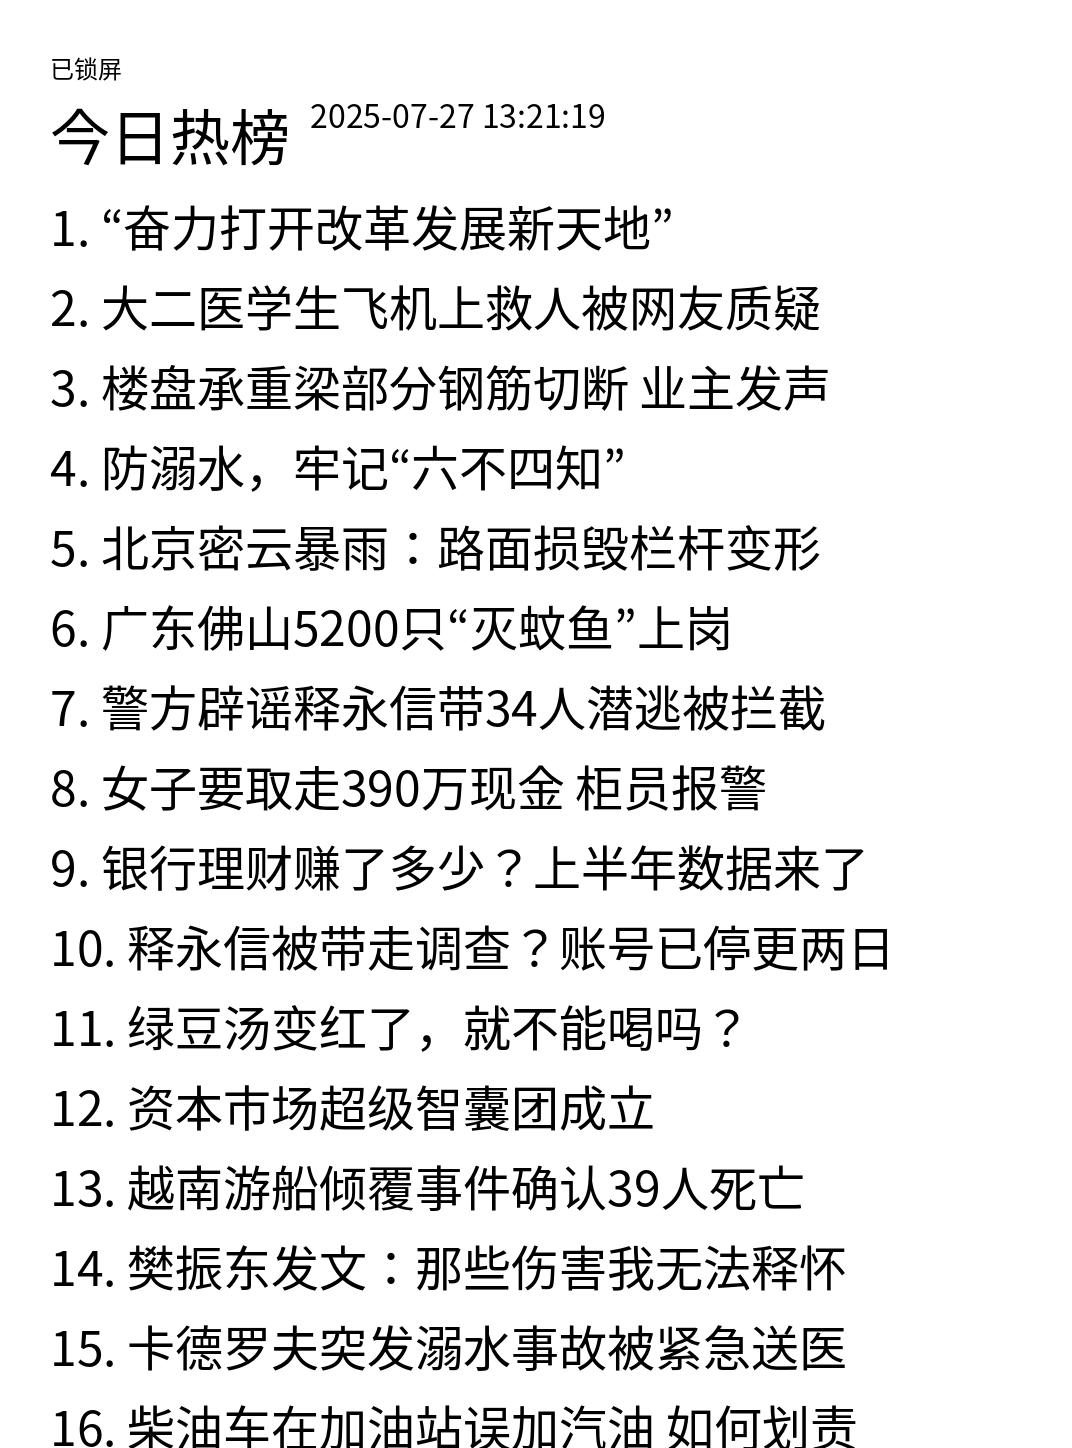 已锁屏
今日热榜 2025-07-27 13:21:19
1. “奋力打开改革发展新天地”
2. 大二医学生飞机上救人被网友质疑
3. 楼盘承重梁部分钢筋切断 业主发声
4. 防溺水，牢记“六不四知”
5. 北京密云暴雨：路面损毁栏杆变形
6. 广东佛山5200只“灭蚊鱼”上岗
7. 警方辟谣释永信带34人潜逃被拦截
8. 女子要取走390万现金 柜员报警
9. 银行理财赚了多少？上半年数据来了
10. 释永信被带走调查？账号已停更两日
11. 绿豆汤变红了，就不能喝吗？
12. 资本市场超级智囊团成立
13. 越南游船倾覆事件确认39人死亡
14. 樊振东发文：那些伤害我无法释怀
15. 卡德罗夫突发溺水事故被紧急送医
16. 柴油车在加油站误加汽油 如何划责